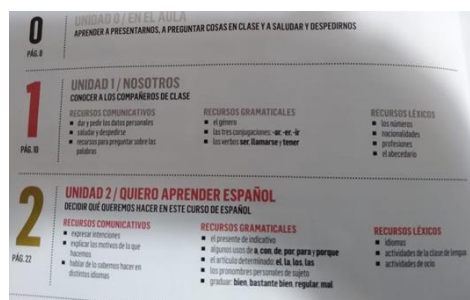 0
UNIDAD 0 / EN EL AULA
APRENDER A PRESENTARNOS, A PREGUNTAR COSAS EN CLASE Y A SALUDAR Y DESPEDIRNOS
PÁG. 8
1
UNIDAD 1 / NOSOTROS
CONOCER A LOS COMPAÑEROS DE CLASE
RECURSOS COMUNICATIVOS
■ dar y pedir los datos personales
■ saludar y despedirse
■ recursos para preguntar sobre las
palabras
RECURSOS GRAMATICALES
■ el género
■ las tres conjugaciones: -ar, -er, -ir
■ los verbos ser, llamarse y tener
RECURSOS LÉXICOS
■ los números
■ nacionalidades
■ profesiones
■ el abecedario
PÁG. 10
2
UNIDAD 2 / QUIERO APRENDER ESPAÑOL
DECIDIR QUÉ QUEREMOS HACER EN ESTE CURSO DE ESPAÑOL
RECURSOS COMUNICATIVOS
■ expresar intenciones
■ explicar los motivos de lo que
hacemos
■ hablar de lo sabemos hacer en
distintos idiomas
RECURSOS GRAMATICALES
■ el presente de indicativo
■ algunos usos de a, con, de, por, para y porque
■ el artículo determinado: el, la, los, las
■ los pronombres personales de sujeto
■ graduar: bien, bastante bien, regular, mal
RECURSOS LÉXICOS
■ idiomas
■ actividades de la clase de lengua
■ actividades de ocio
PÁG. 22